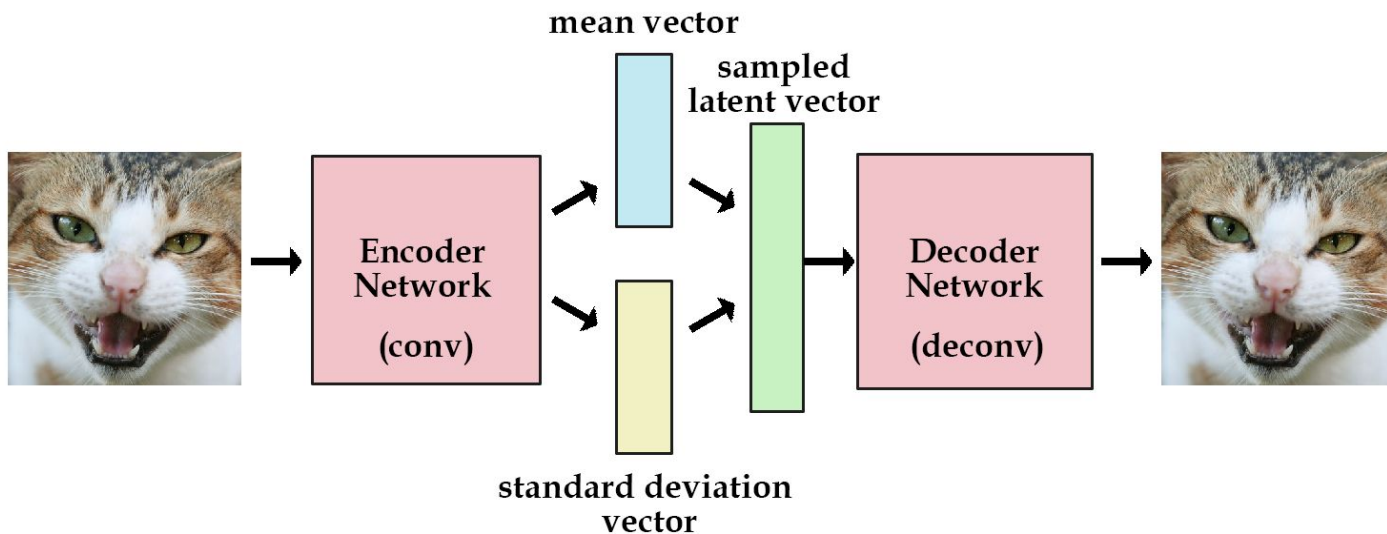 mean vector
sampled
latent vector
Encoder
Network
(conv)
Decoder
Network
(deconv)
standard deviation
vector